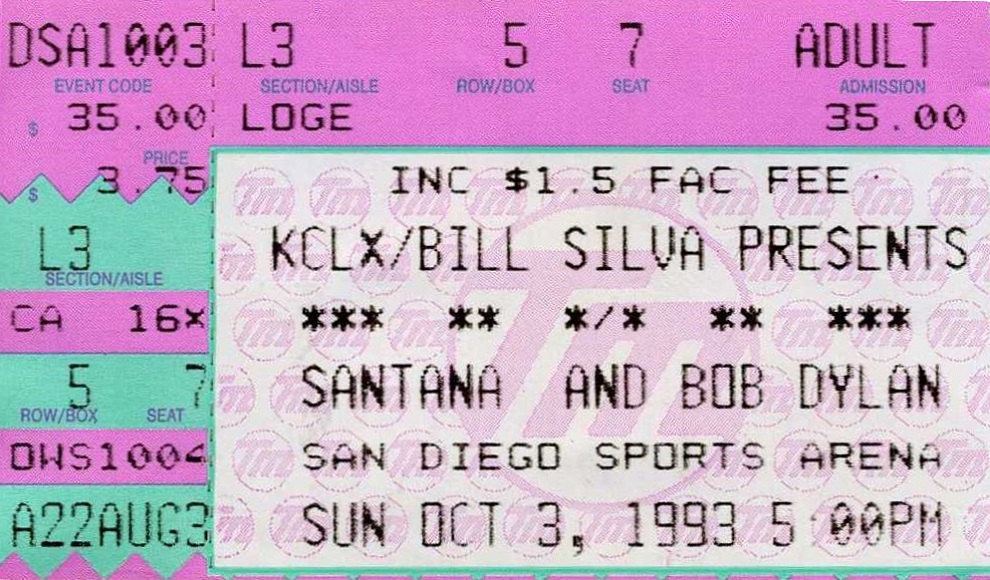 DSA1003 L3 5 7 ADULT
EVENT CODE SECTION/AISLE ROW/BOX SEAT ADMISSION
$ 35.00 LOGE 35.00
PRICE
$ 3.75
INC $1.5 FAC FEE
L3 KCLX/BILL SILVA PRESENTS
SECTION/AISLE
CA 16× *** ** */* ** ***
5 7 SANTANA AND BOB DYLAN
ROW/BOX SEAT
OWS1004 SAN DIEGO SPORTS ARENA
A22AUG3 SUN OCT 3, 1993 5 00PM